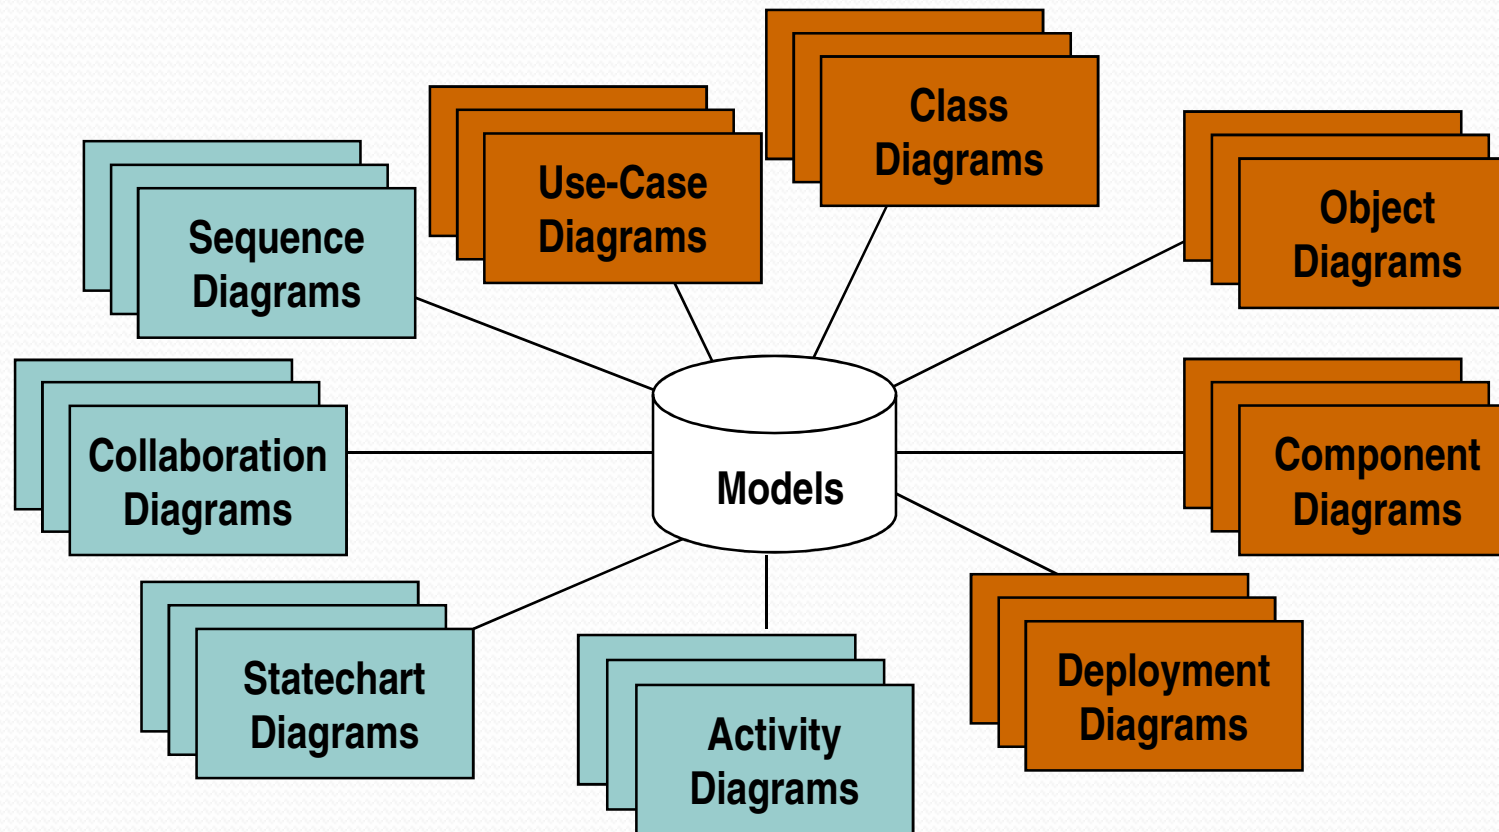 Class
Diagrams
Use-Case
Diagrams
Object
Diagrams
Sequence
Diagrams
Collaboration
Diagrams
Models
Component
Diagrams
Statechart
Diagrams
Activity
Diagrams
Deployment
Diagrams